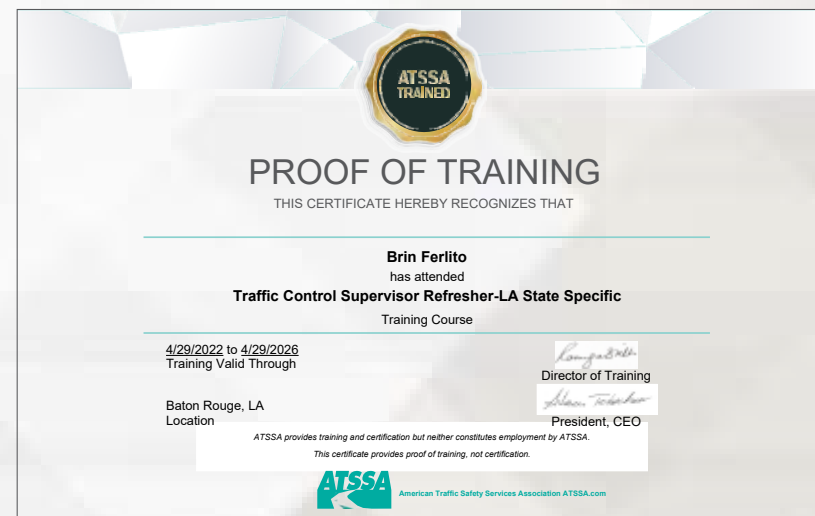 ATSSA
TRAINED
PROOF OF TRAINING
THIS CERTIFICATE HEREBY RECOGNIZES THAT
Brin Ferlito
has attended
Traffic Control Supervisor Refresher-LA State Specific
Training Course
4/29/2022 to 4/29/2026
Training Valid Through
Director of Training
Baton Rouge, LA
Location
President, CEO
ATSSA provides training and certification but neither constitutes employment by ATSSA.
This certificate provides proof of training, not certification.
ATSSA
American Traffic Safety Services Association ATSSA.com